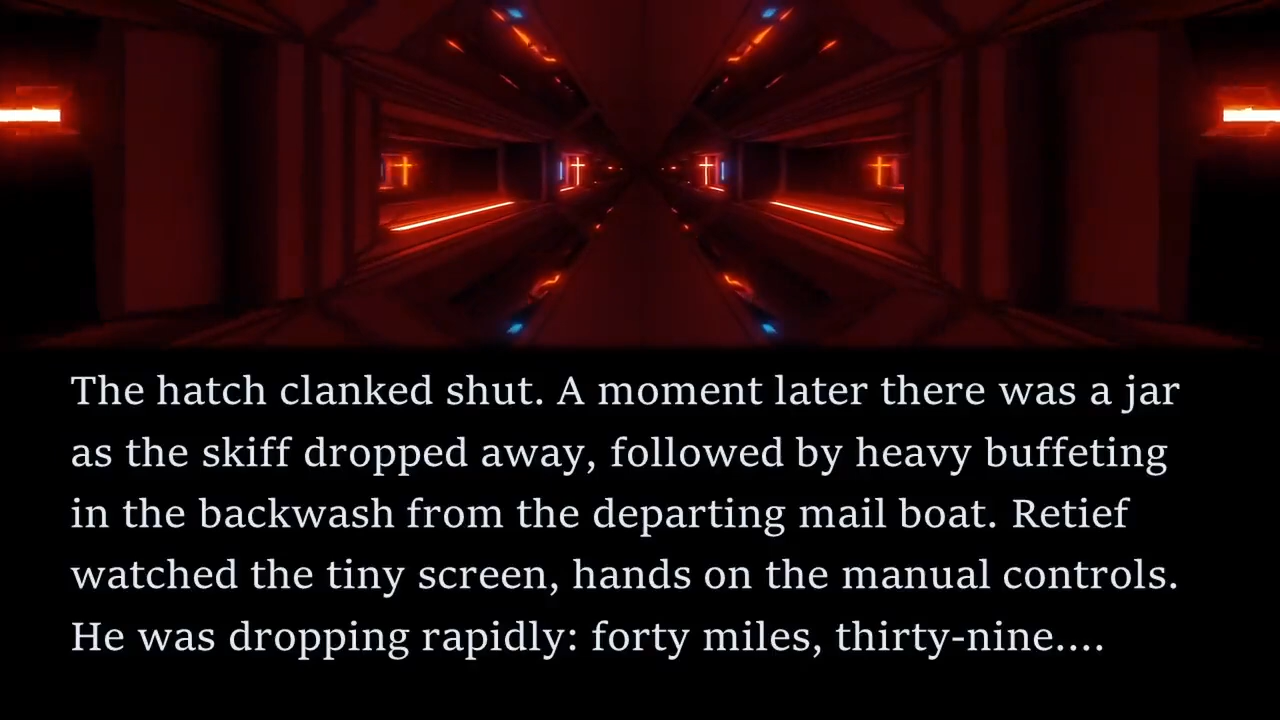 The hatch clanked shut. A moment later there was a jar
as the skiff dropped away, followed by heavy buffeting
in the backwash from the departing mail boat. Retief
watched the tiny screen, hands on the manual controls.
He was dropping rapidly: forty miles, thirty-nine....